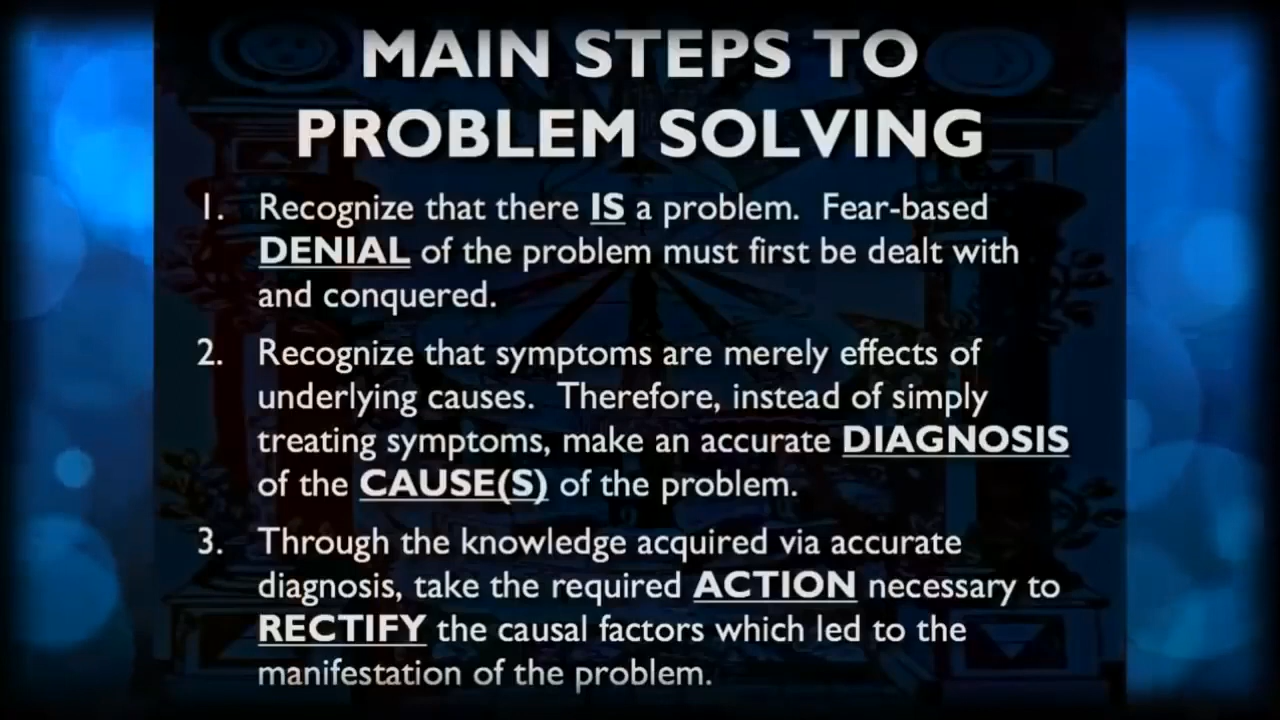 MAIN STEPS TO
PROBLEM SOLVING
1. Recognize that there IS a problem. Fear-based
DENIAL of the problem must first be dealt with
and conquered.
2. Recognize that symptoms are merely effects of
underlying causes. Therefore, instead of simply
treating symptoms, make an accurate DIAGNOSIS
of the CAUSE(S) of the problem.
3. Through the knowledge acquired via accurate
diagnosis, take the required ACTION necessary to
RECTIFY the causal factors which led to the
manifestation of the problem.